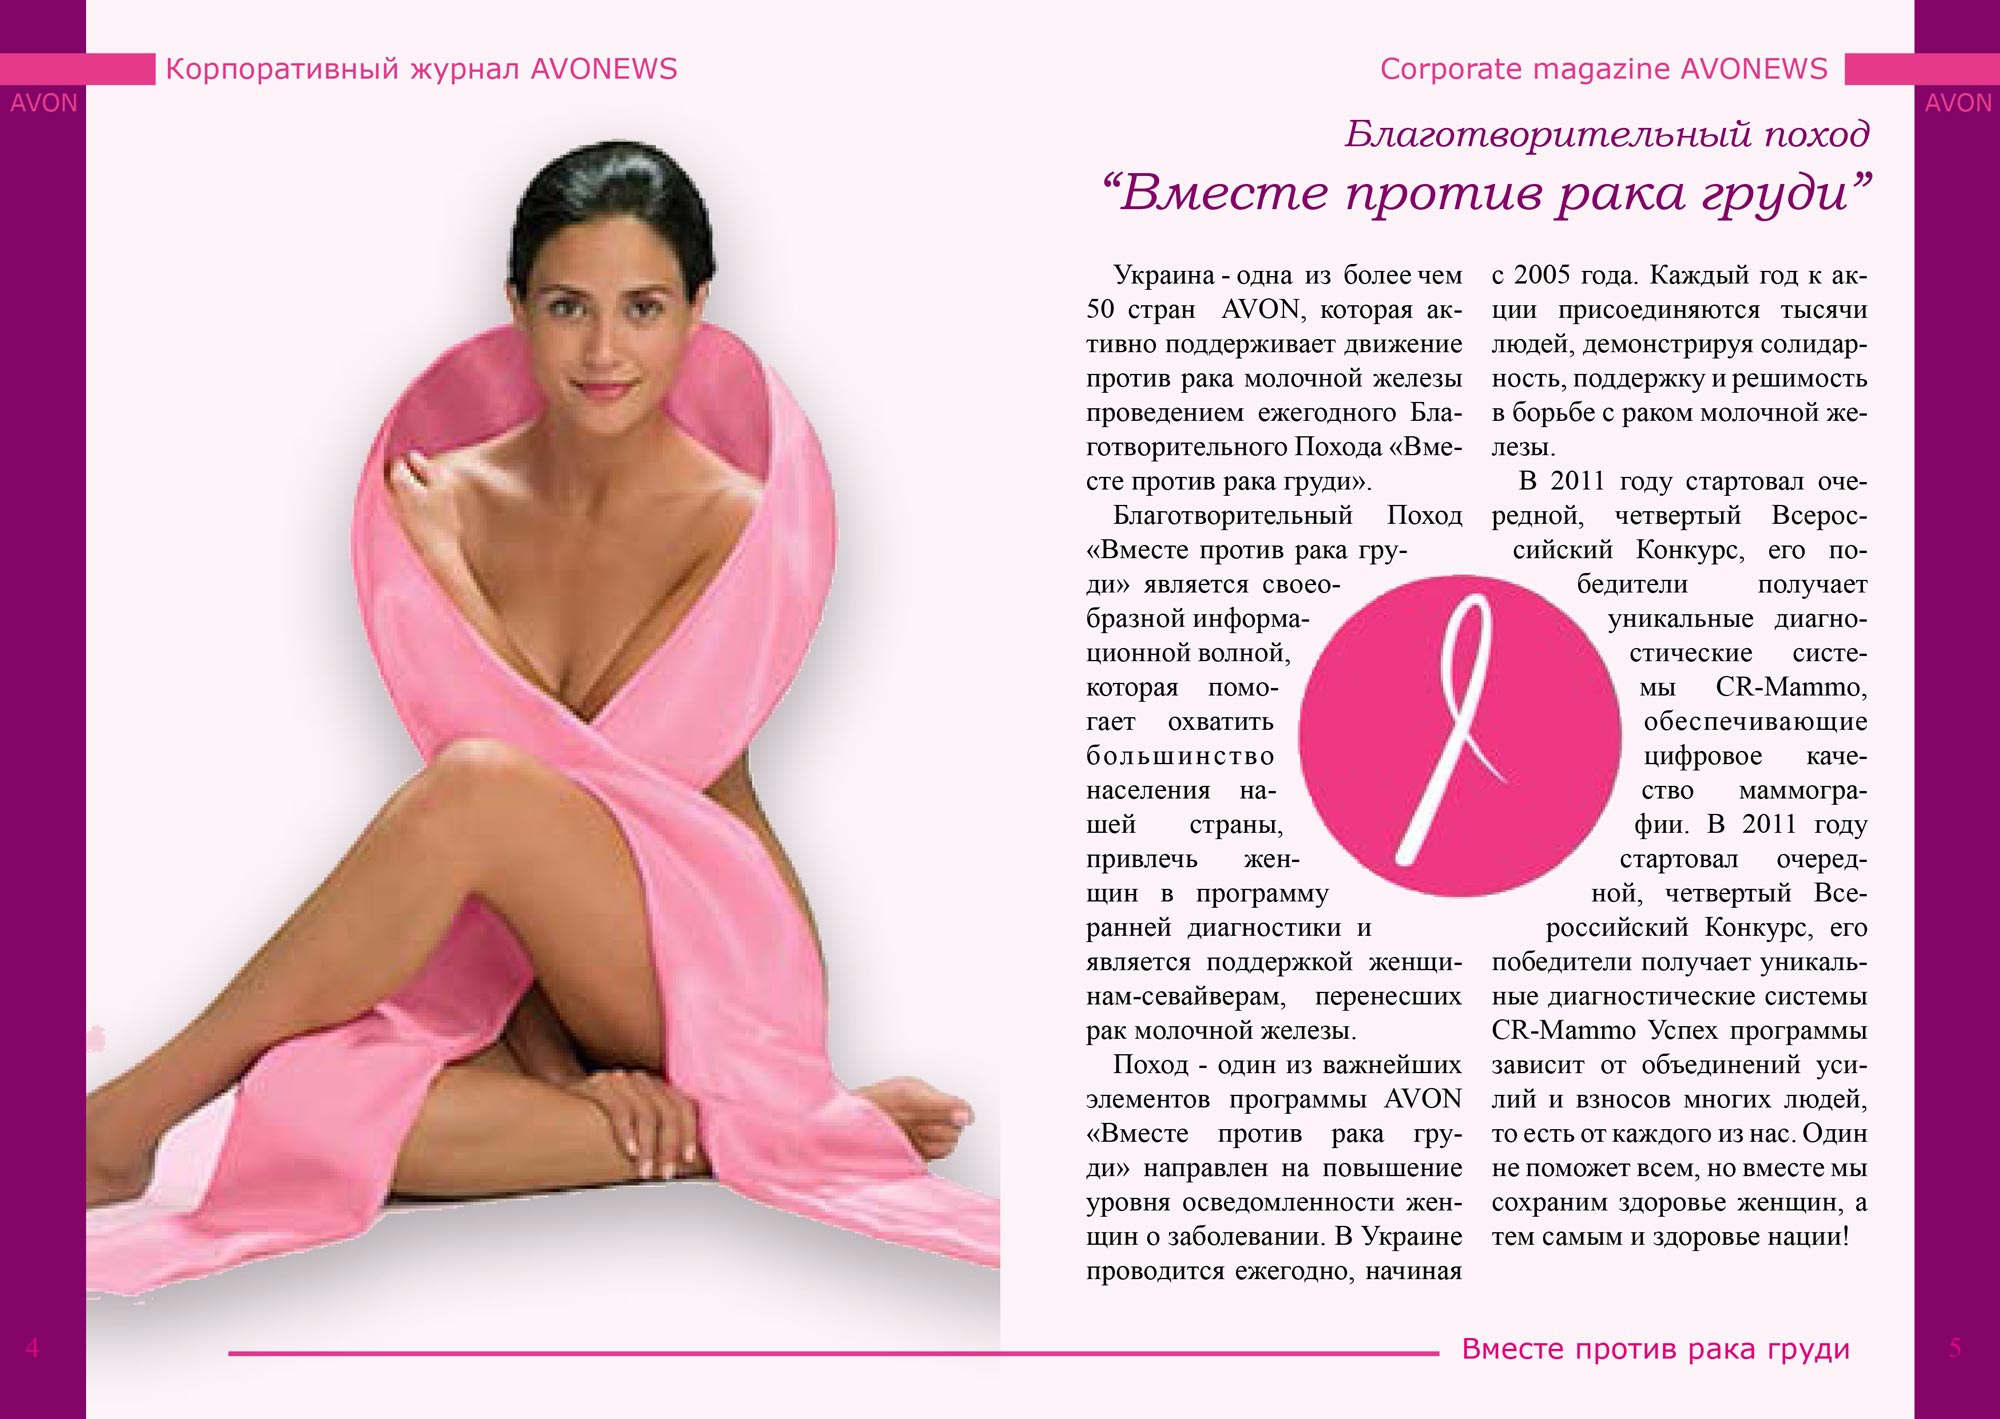 Корпоративный журнал AVONEWS
AVON
4
Corporate magazine AVONEWS
AVON
Благотворительный поход
“Вместе против рака груди”
Украина - одна из более чем
50 стран AVON, которая ак-
тивно поддерживает движение
против рака молочной железы
проведением ежегодного Бла-
готворительного Похода «Вме-
сте против рака груди».
Благотворительный Поход
«Вместе против рака гру-
ди» является своео-
бразной информа-
ционной волной,
которая помо-
гает охватить
большинство
населения на-
шей страны,
привлечь жен-
щин в программу
ранней диагностики и
является поддержкой женщи-
нам-севайверам, перенесших
рак молочной железы.
Поход - один из важнейших
элементов программы AVON
«Вместе против рака гру-
ди» направлен на повышение
уровня осведомленности жен-
щин о заболевании. В Украине
проводится ежегодно, начиная
с 2005 года. Каждый год к ак-
ции присоединяются тысячи
людей, демонстрируя солидар-
ность, поддержку и решимость
в борьбе с раком молочной же-
лезы.
В 2011 году стартовал оче-
редной, четвертый Всерос-
сийский Конкурс, его по-
бедители получает
уникальные диагно-
стические систе-
мы CR-Mammo,
обеспечивающие
цифровое каче-
ство маммогра-
фии. В 2011 году
стартовал очеред-
ной, четвертый Все-
российский Конкурс, его
победители получает уникаль-
ные диагностические системы
CR-Mammo Успех программы
зависит от объединений уси-
лий и взносов многих людей,
то есть от каждого из нас. Один
не поможет всем, но вместе мы
сохраним здоровье женщин, а
тем самым и здоровье нации!
Вместе против рака груди
5